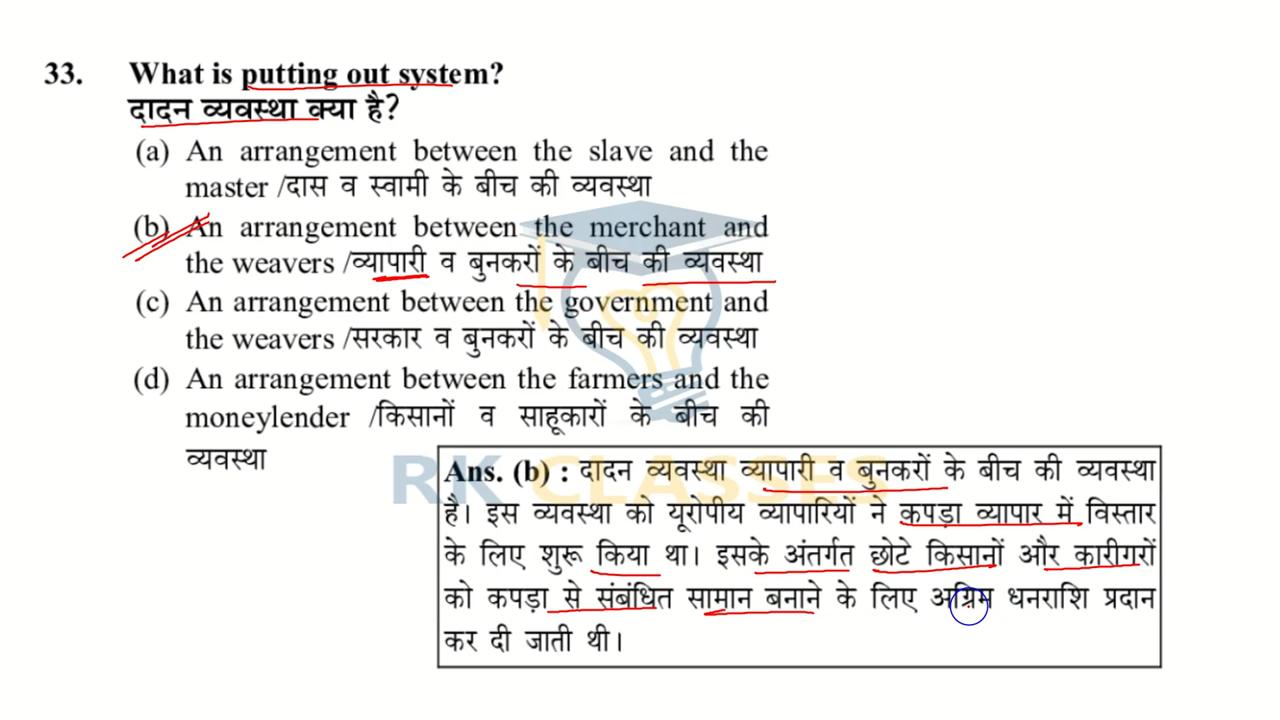 33. What is putting out system?
दादन व्यवस्था क्या है?
(a) An arrangement between the slave and the
master /दास व स्वामी के बीच की व्यवस्था
(b) An arrangement between the merchant and
the weavers /व्यापारी व बुनकरों के बीच की व्यवस्था
(c) An arrangement between the government and
the weavers /सरकार व बुनकरों के बीच की व्यवस्था
(d) An arrangement between the farmers and the
moneylender /किसानों व साहूकारों के बीच की
व्यवस्था
RK CLASSES
Ans. (b) : दादन व्यवस्था व्यापारी व बुनकरों के बीच की व्यवस्था
है। इस व्यवस्था को यूरोपीय व्यापारियों ने कपड़ा व्यापार में विस्तार
के लिए शुरू किया था। इसके अंतर्गत छोटे किसानों और कारीगरों
को कपड़ा से संबंधित सामान बनाने के लिए अग्रिम धनराशि प्रदान
कर दी जाती थी।